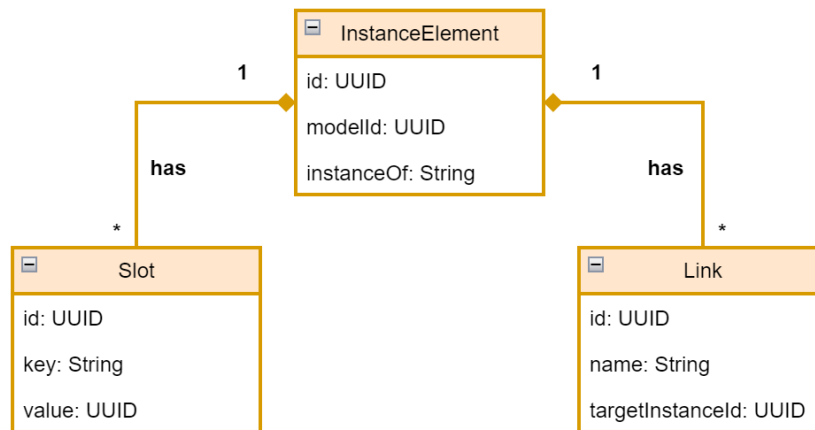 InstanceElement
id: UUID
modelId: UUID
instanceOf: String
1
1
has
has
*
*
Slot
id: UUID
key: String
value: UUID
Link
id: UUID
name: String
targetInstanceId: UUID